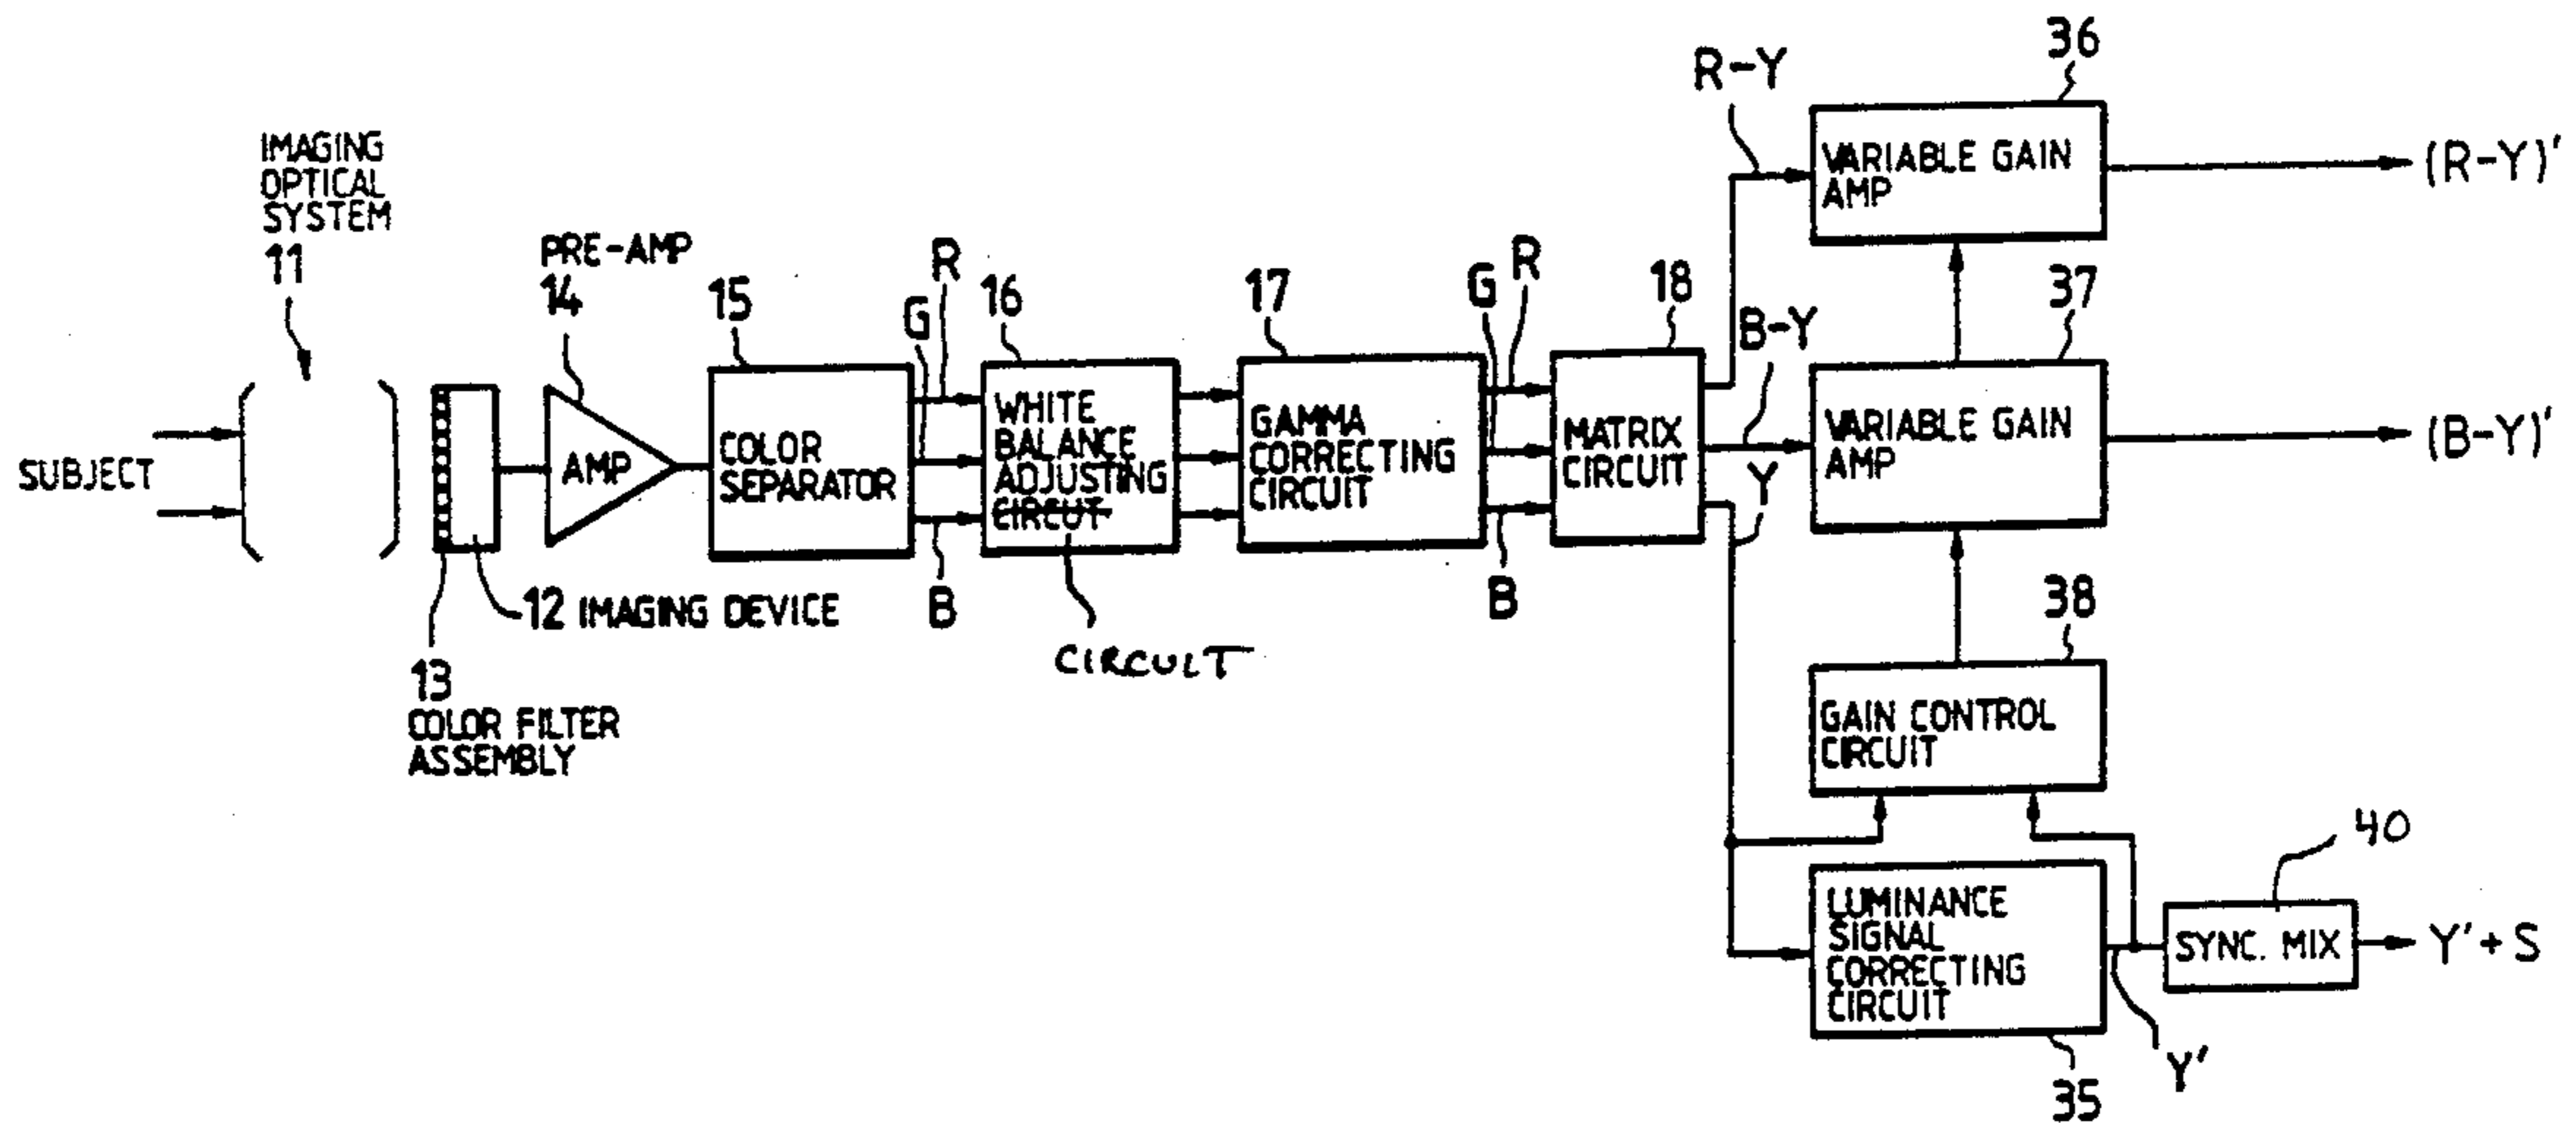 36
R-Y
VARIABLE GAIN
AMP
(R-Y)'
IMAGING
OPTICAL
SYSTEM
11
PRE-AMP
14
15
R
G
16
17
G
R
18
B-Y
37
SUBJECT
AMP
COLOR
SEPARATOR
WHITE
BALANCE
ADJUSTING
CIRCUT
GAMMA
CORRECTING
CIRCUIT
MATRIX
CIRCUIT
VARIABLE GAIN
AMP
(B-Y)'
Y
B
B
12 IMAGING DEVICE
13
COLOR FILTER
ASSEMBLY
CIRCUIT
38
GAIN CONTROL
CIRCUIT
40
LUMINANCE
SIGNAL
CORRECTING
CIRCUIT
SYNC. MIX
Y'+S
Y'
35